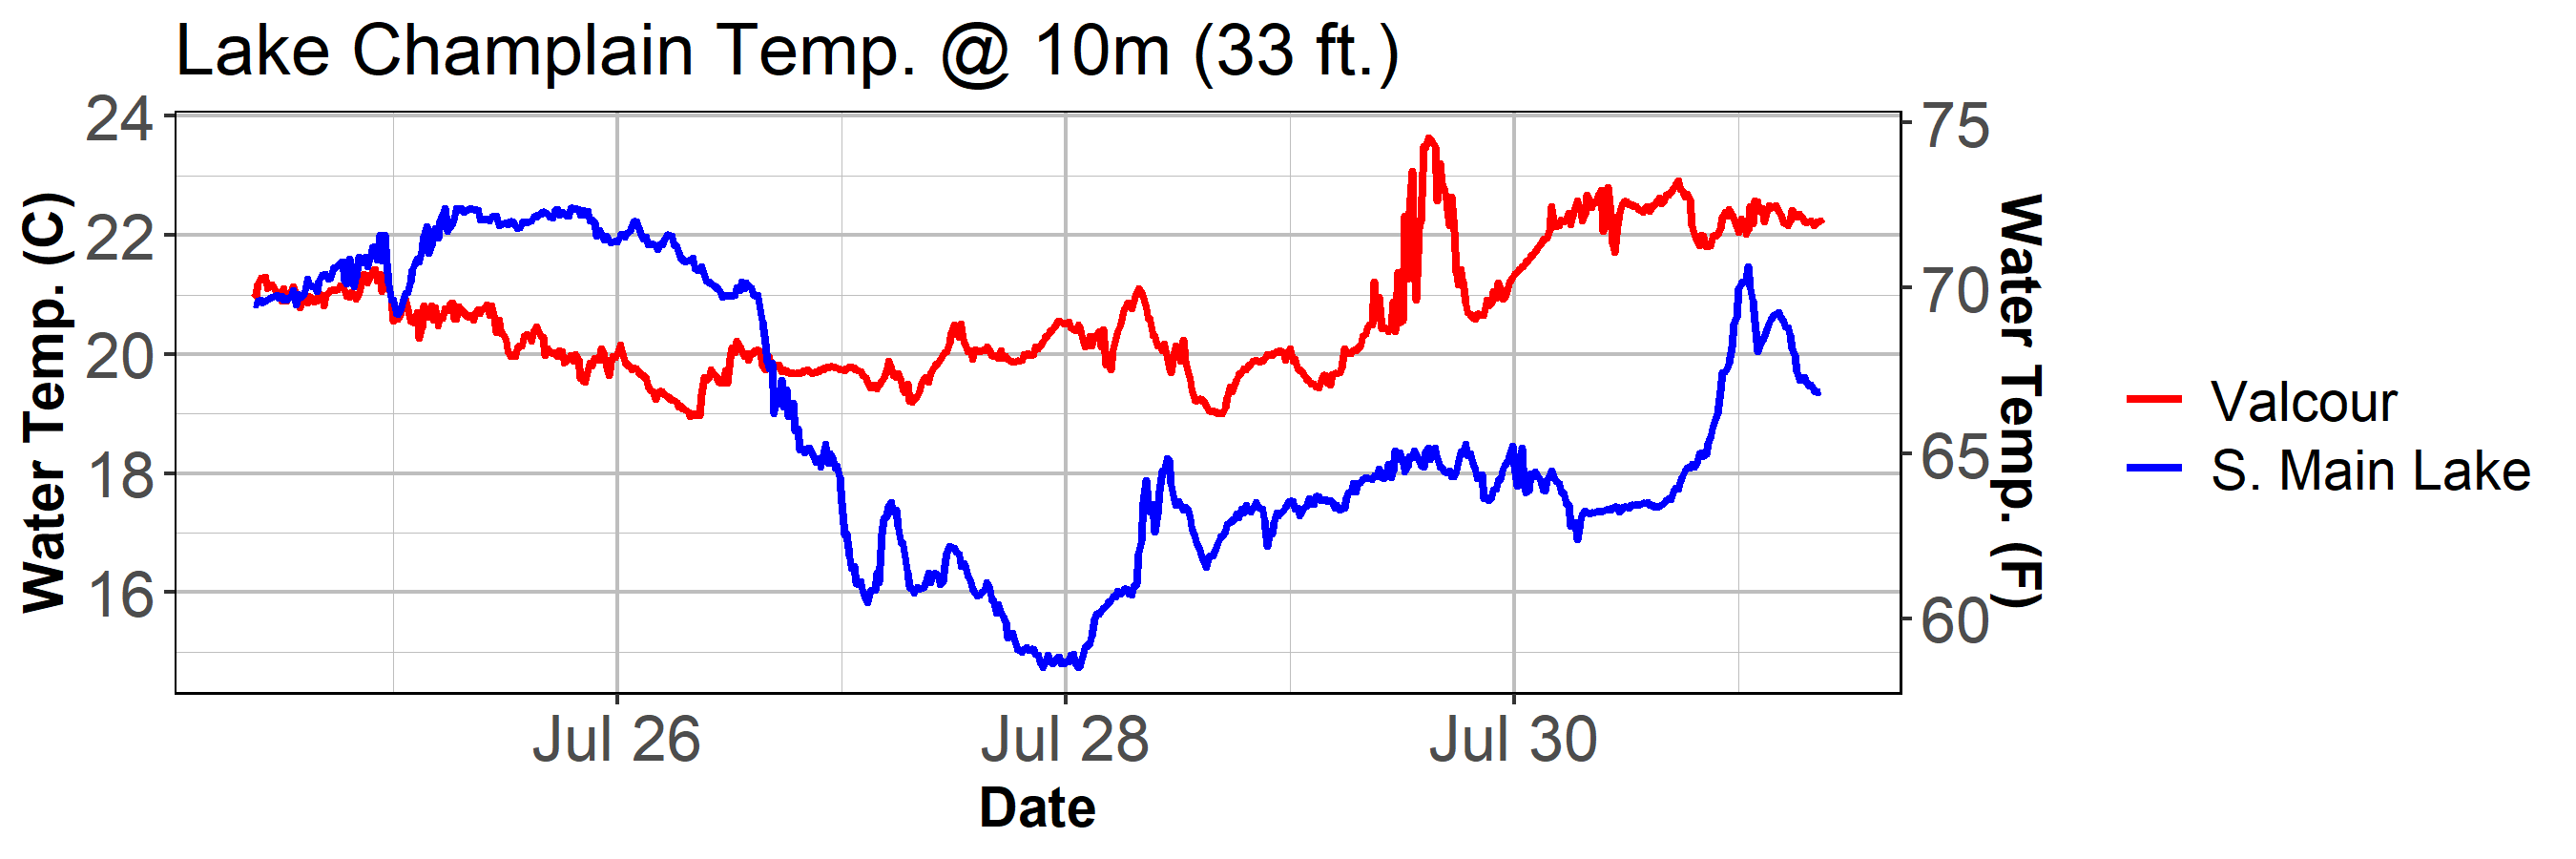 Lake Champlain Temp. @ 10m (33 ft.)
Water Temp. (C)
24
22
20
18
16
75
70
65
60
Water Temp. (F)
Jul 26
Jul 28
Jul 30
Date
Valcour
S. Main Lake